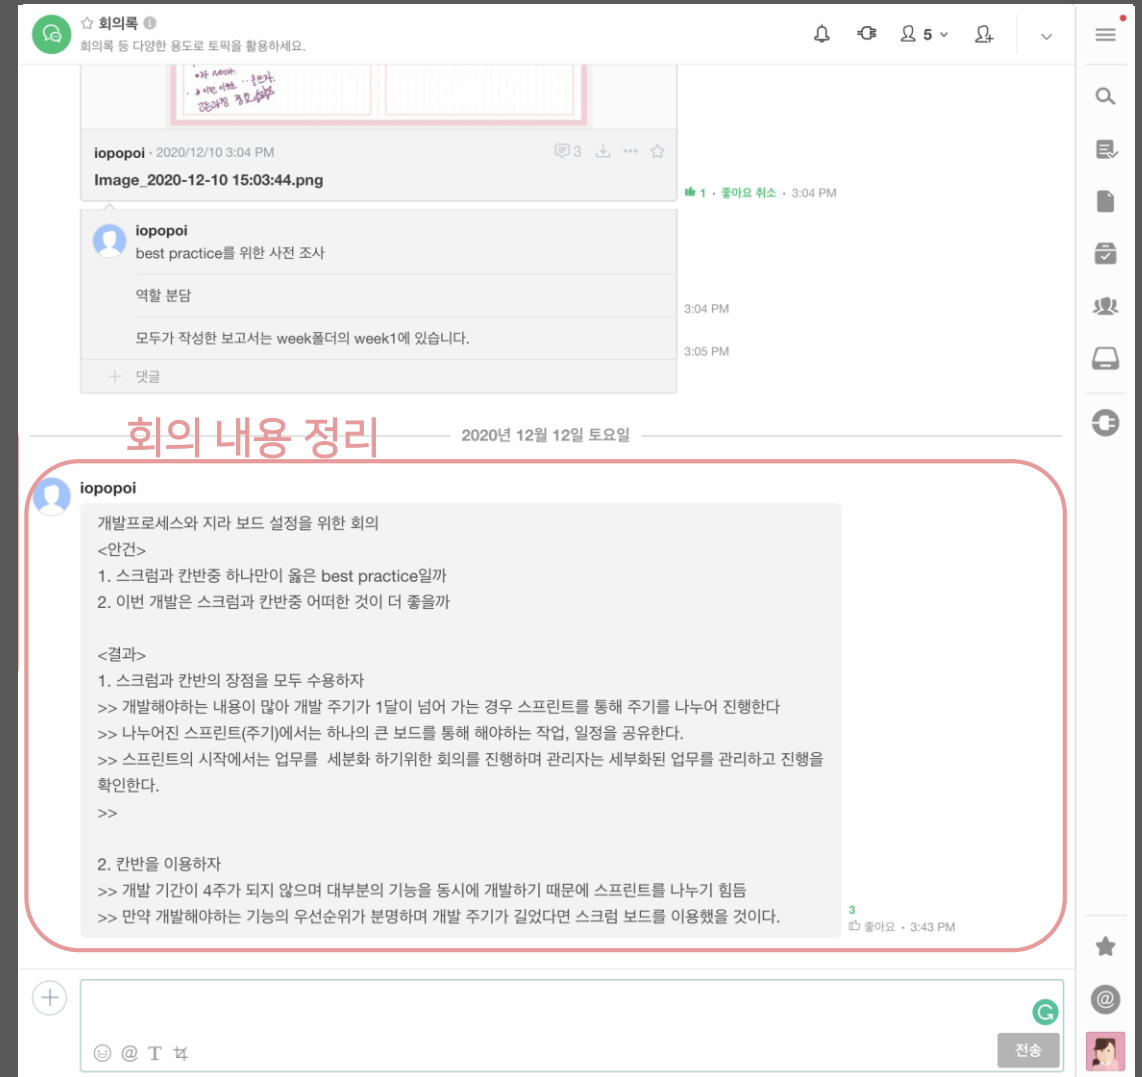 회의록
회의록 등 다양한 용도로 토픽을 활용하세요.
5
iopopoi · 2020/12/10 3:04 PM
3
Image_2020-12-10 15:03:44.png
1 · 좋아요 취소 · 3:04 PM
iopopoi
best practice를 위한 사전 조사
역할 분담
3:04 PM
모두가 작성한 보고서는 week폴더의 week1에 있습니다.
3:05 PM
댓글
회의 내용 정리
2020년 12월 12일 토요일
iopopoi
개발프로세스와 지라 보드 설정을 위한 회의
<안건>
1. 스크럼과 칸반중 하나만이 옳은 best practice일까
2. 이번 개발은 스크럼과 칸반중 어떠한 것이 더 좋을까
<결과>
1. 스크럼과 칸반의 장점을 모두 수용하자
>> 개발해야하는 내용이 많아 개발 주기가 1달이 넘어 가는 경우 스프린트를 통해 주기를 나누어 진행한다
>> 나누어진 스프린트(주기)에서는 하나의 큰 보드를 통해 해야하는 작업, 일정을 공유한다.
>> 스프린트의 시작에서는 업무를  세분화 하기위한 회의를 진행하며 관리자는 세부화된 업무를 관리하고 진행을
확인한다.
>>
2. 칸반을 이용하자
>> 개발 기간이 4주가 되지 않으며 대부분의 기능을 동시에 개발하기 때문에 스프린트를 나누기 힘듬
>> 만약 개발해야하는 기능의 우선순위가 분명하며 개발 주기가 길었다면 스크럼 보드를 이용했을 것이다.
3
좋아요 · 3:43 PM
전송